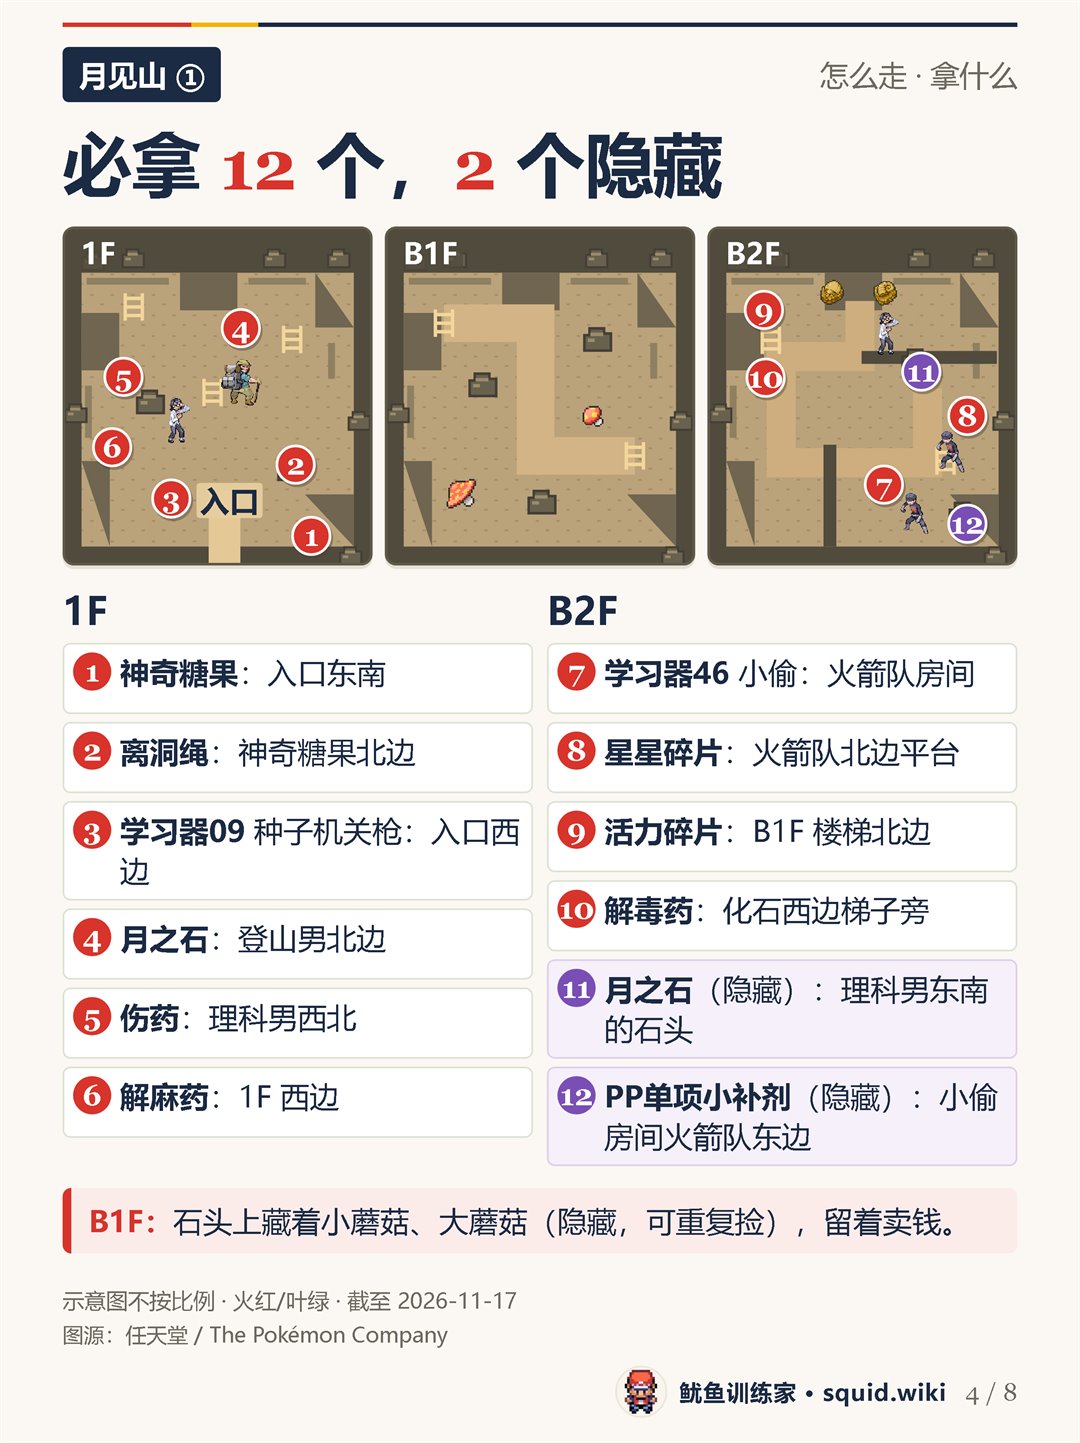 月见山 ①
怎么走 · 拿什么
必拿 12 个，2 个隐藏
1F
4
5
6
2
3
入口
1
B1F
B2F
9
10
11
8
7
12
1F
1 神奇糖果：入口东南
2 离洞绳：神奇糖果北边
3 学习器09 种子机关枪：入口西
边
4 月之石：登山男北边
5 伤药：理科男西北
6 解麻药：1F 西边
B2F
7 学习器46 小偷：火箭队房间
8 星星碎片：火箭队北边平台
9 活力碎片：B1F 楼梯北边
10 解毒药：化石西边梯子旁
11 月之石（隐藏）：理科男东南
的石头
12 PP单项小补剂（隐藏）：小偷
房间火箭队东边
B1F：石头上藏着小蘑菇、大蘑菇（隐藏，可重复捡），留着卖钱。
示意图不按比例 · 火红/叶绿 · 截至 2026-11-17
图源：任天堂 / The Pokémon Company
鱿鱼训练家 • squid.wiki 4 / 8